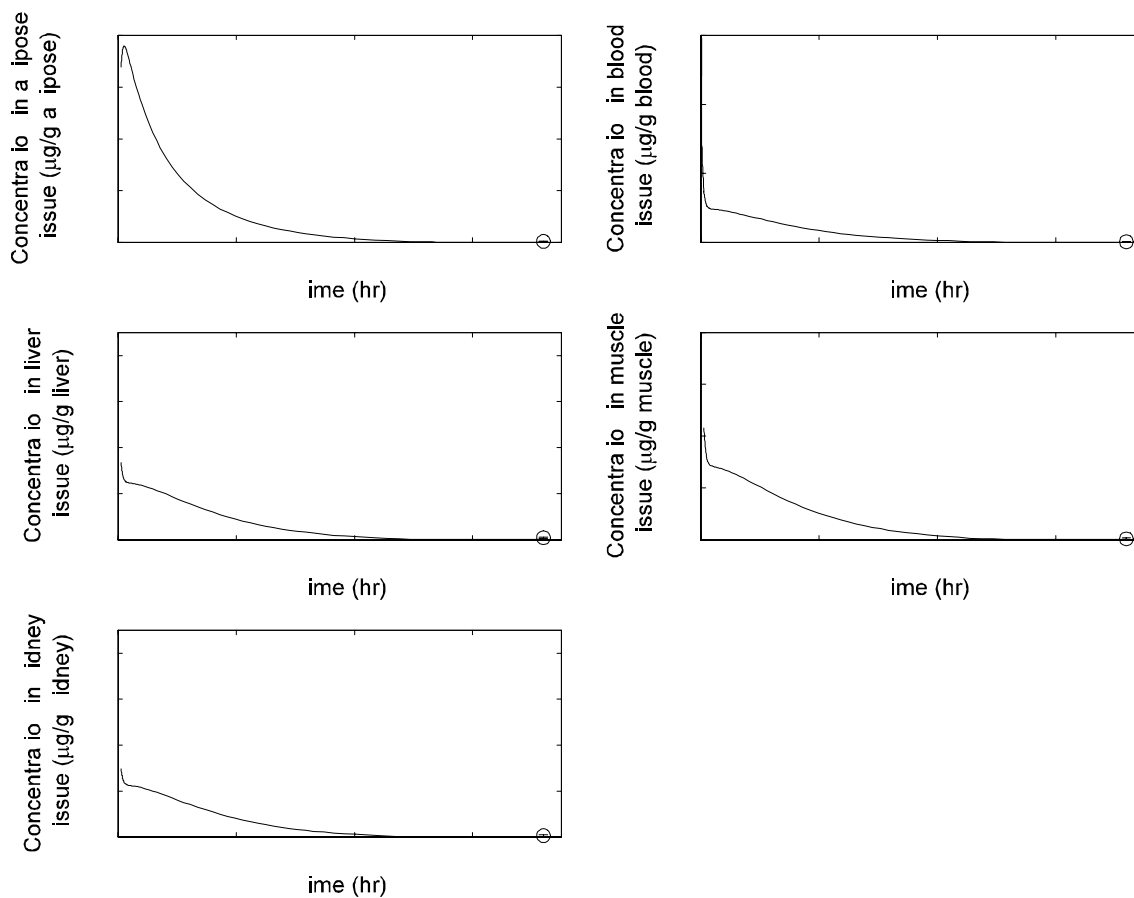 Concentra io in a ipose
issue (μg/g a ipose)
ime (hr)
Concentra io in blood
issue (μg/g blood)
ime (hr)
Concentra io in liver
issue (μg/g liver)
ime (hr)
Concentra io in muscle
issue (μg/g muscle)
ime (hr)
Concentra io in idney
issue (μg/g idney)
ime (hr)